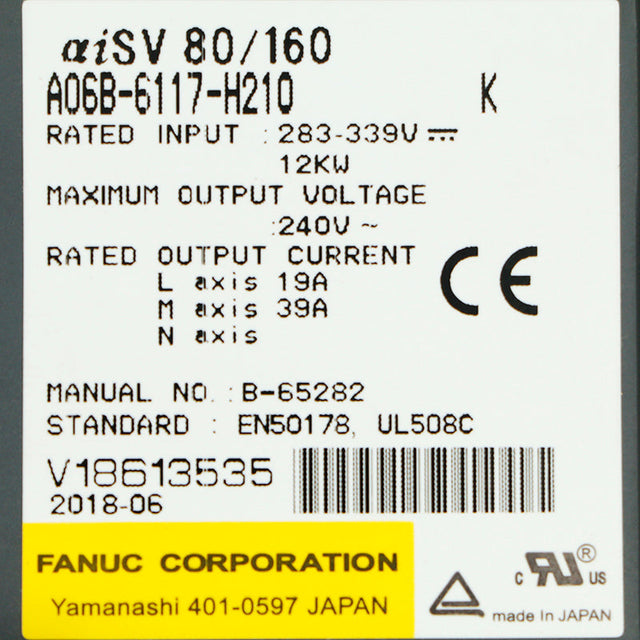 αiSV 80/160
A06B-6117-H210 K
RATED INPUT : 283-339V ⎓
12KW
MAXIMUM OUTPUT VOLTAGE
:240V ~
RATED OUTPUT CURRENT
L axis 19A
M axis 39A
N axis
CE
MANUAL NO. : B-65282
STANDARD : EN50178, UL508C
V18613535
2018-06
FANUC CORPORATION
Yamanashi 401-0597 JAPAN
c RU ® US
made In JAPAN